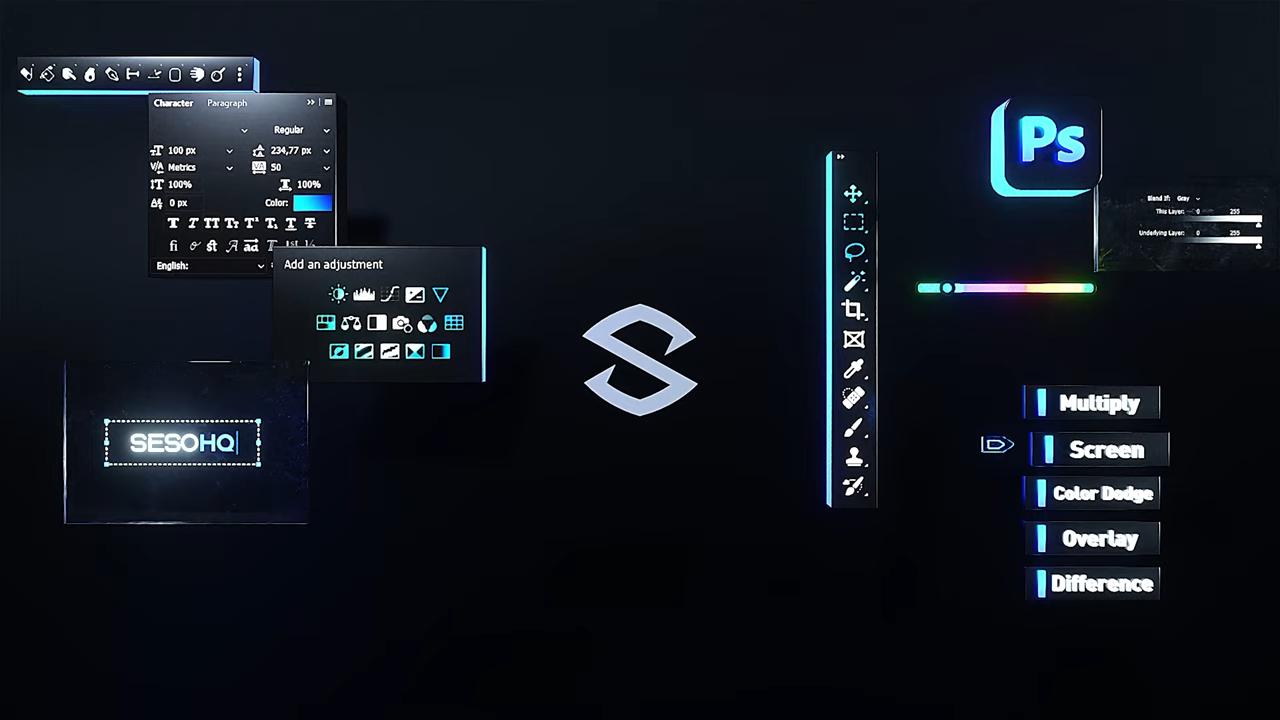 Character Paragraph
Regular
100 px 234,77 px
Metrics 50
100% 100%
0 px Color:
English:
Add an adjustment
SESOHQ
Ps
Blend If: Gray
This Layer: 0 255
Underlying Layer: 0 255
Multiply
Screen
Color Dodge
Overlay
Difference